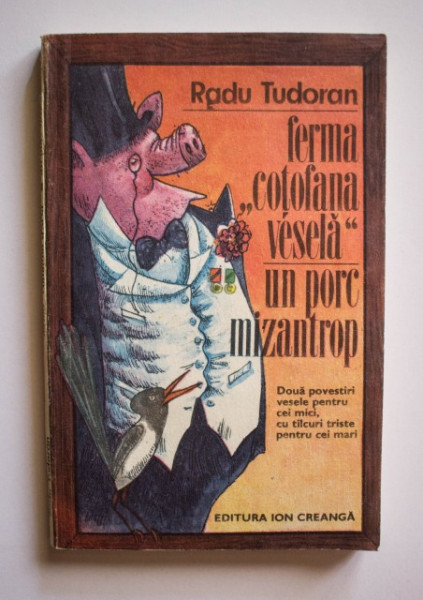 Radu Tudoran
ferma
„coțofana
veselă“
un porc
mizantrop
Două povestiri
vesele pentru
cei mici,
cu tîlcuri triste
pentru cei mari
EDITURA ION CREANGĂ